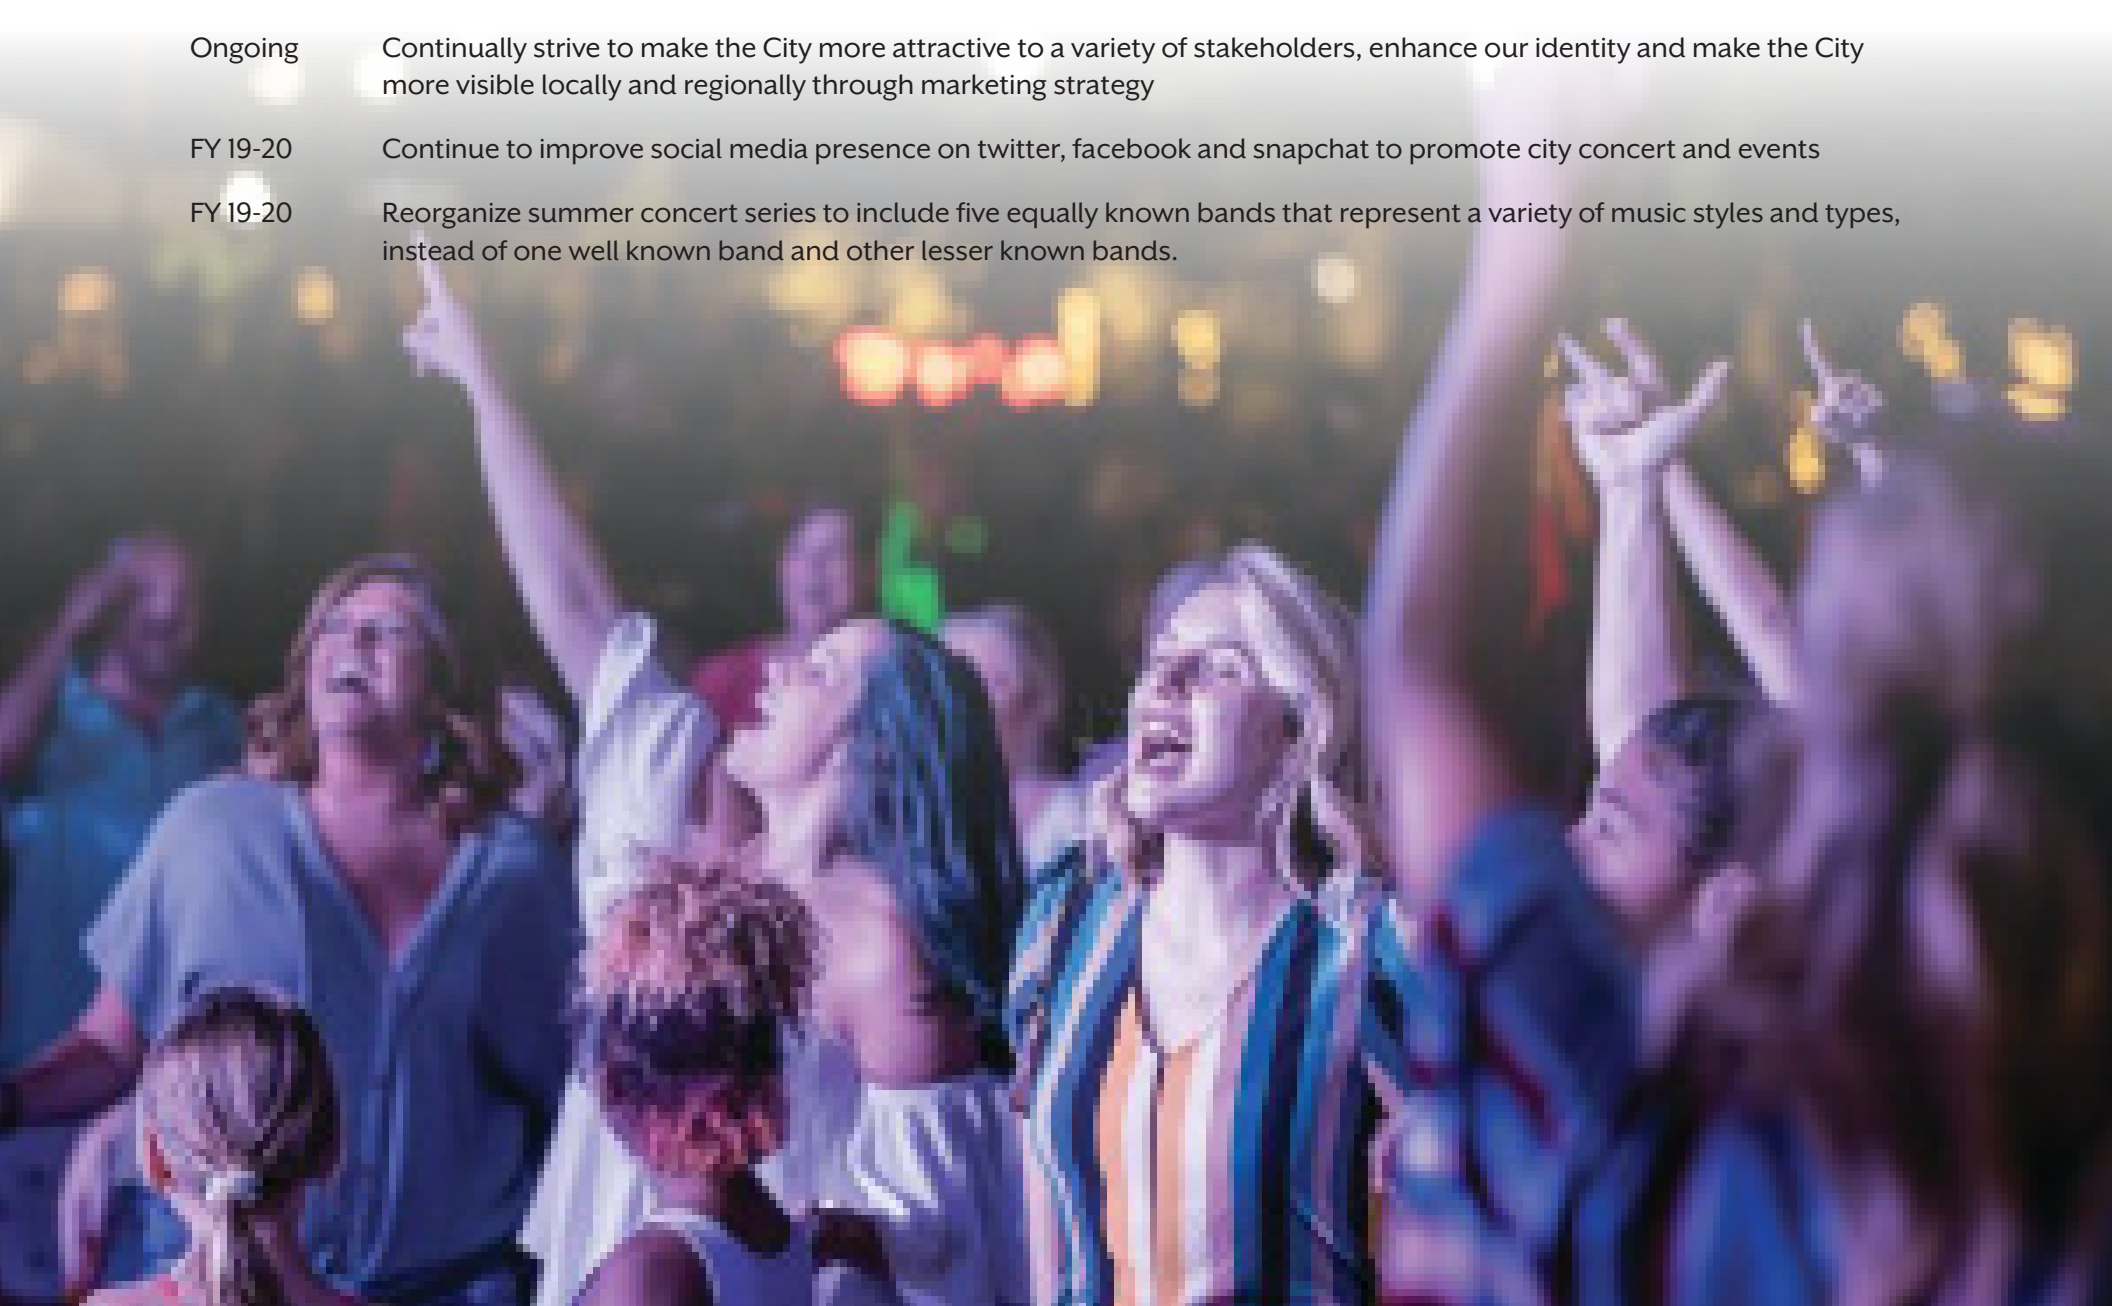 Ongoing Continually strive to make the City more attractive to a variety of stakeholders, enhance our identity and make the City
more visible locally and regionally through marketing strategy
FY 19-20 Continue to improve social media presence on twitter, facebook and snapchat to promote city concert and events
FY 19-20 Reorganize summer concert series to include five equally known bands that represent a variety of music styles and types,
instead of one well known band and other lesser known bands.